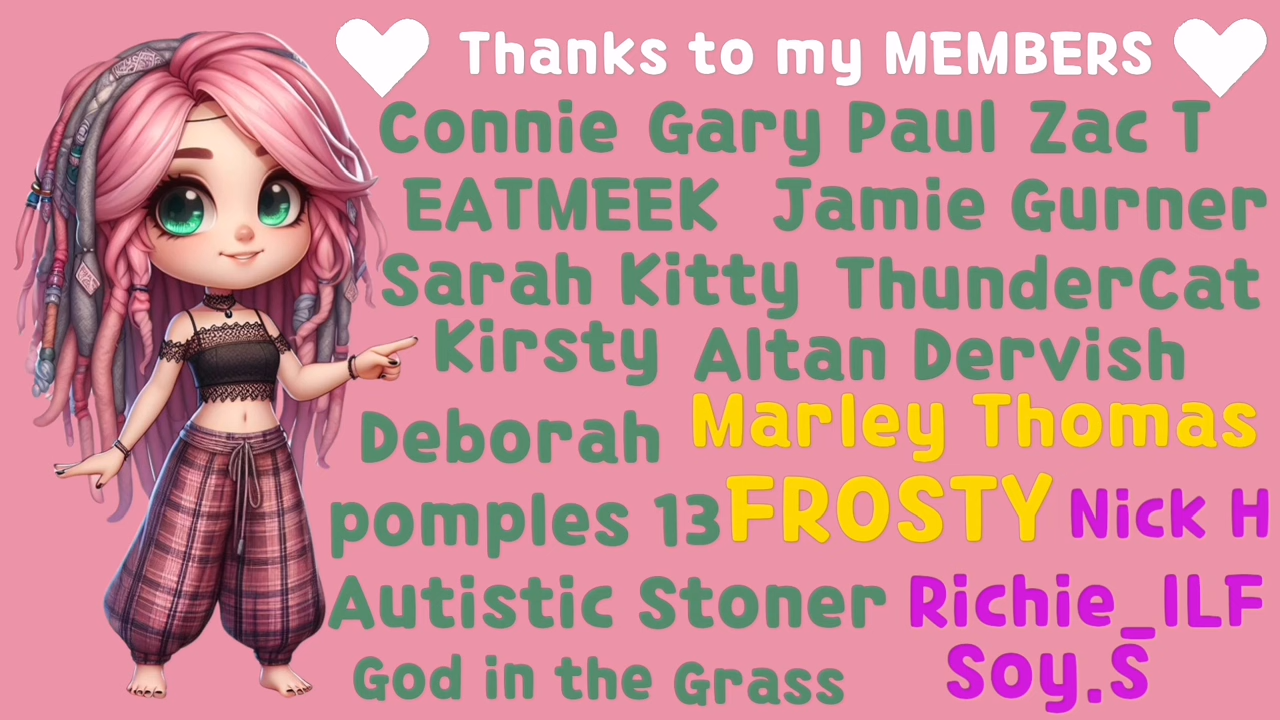 Thanks to my MEMBERS
Connie Gary Paul Zac T
EATMEEK Jamie Gurner
Sarah Kitty ThunderCat
Kirsty Altan Dervish
Deborah Marley Thomas
pomples 13 FROSTY Nick H
Autistic Stoner Richie_ILF
God in the Grass Soy.S